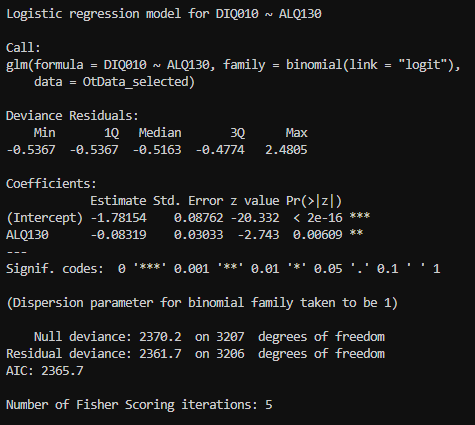 Logistic regression model for DIQ010 ~ ALQ130

Call:
glm(formula = DIQ010 ~ ALQ130, family = binomial(link = "logit"),
    data = OtData_selected)

Deviance Residuals:
    Min       1Q   Median       3Q      Max
-0.5367  -0.5367  -0.5163  -0.4774   2.4805

Coefficients:
            Estimate Std. Error z value Pr(>|z|)
(Intercept) -1.78154    0.08762 -20.332  < 2e-16 ***
ALQ130      -0.08319    0.03033  -2.743  0.00609 **
---
Signif. codes:  0 '***' 0.001 '**' 0.01 '*' 0.05 '.' 0.1 ' ' 1

(Dispersion parameter for binomial family taken to be 1)

    Null deviance: 2370.2  on 3207  degrees of freedom
Residual deviance: 2361.7  on 3206  degrees of freedom
AIC: 2365.7

Number of Fisher Scoring iterations: 5